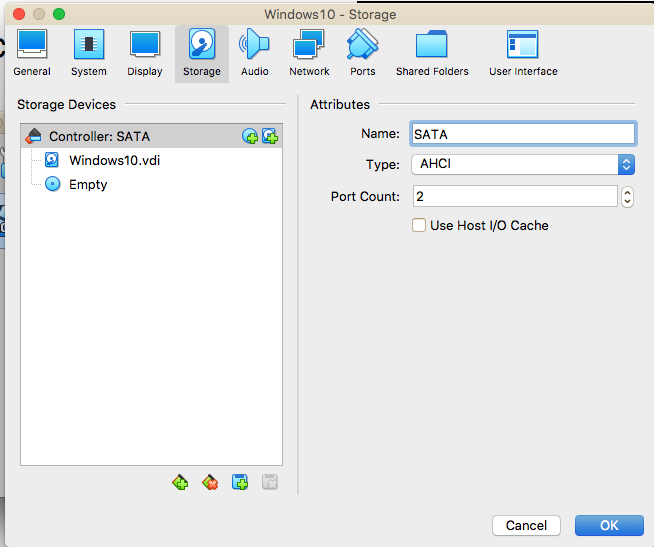 Windows10 - Storage
General
System
Display
Storage
Audio
Network
Ports
Shared Folders
User Interface
Storage Devices
Attributes
Controller: SATA
Windows10.vdi
Empty
Name: SATA
Type: AHCI
Port Count: 2
Use Host I/O Cache
Cancel
OK